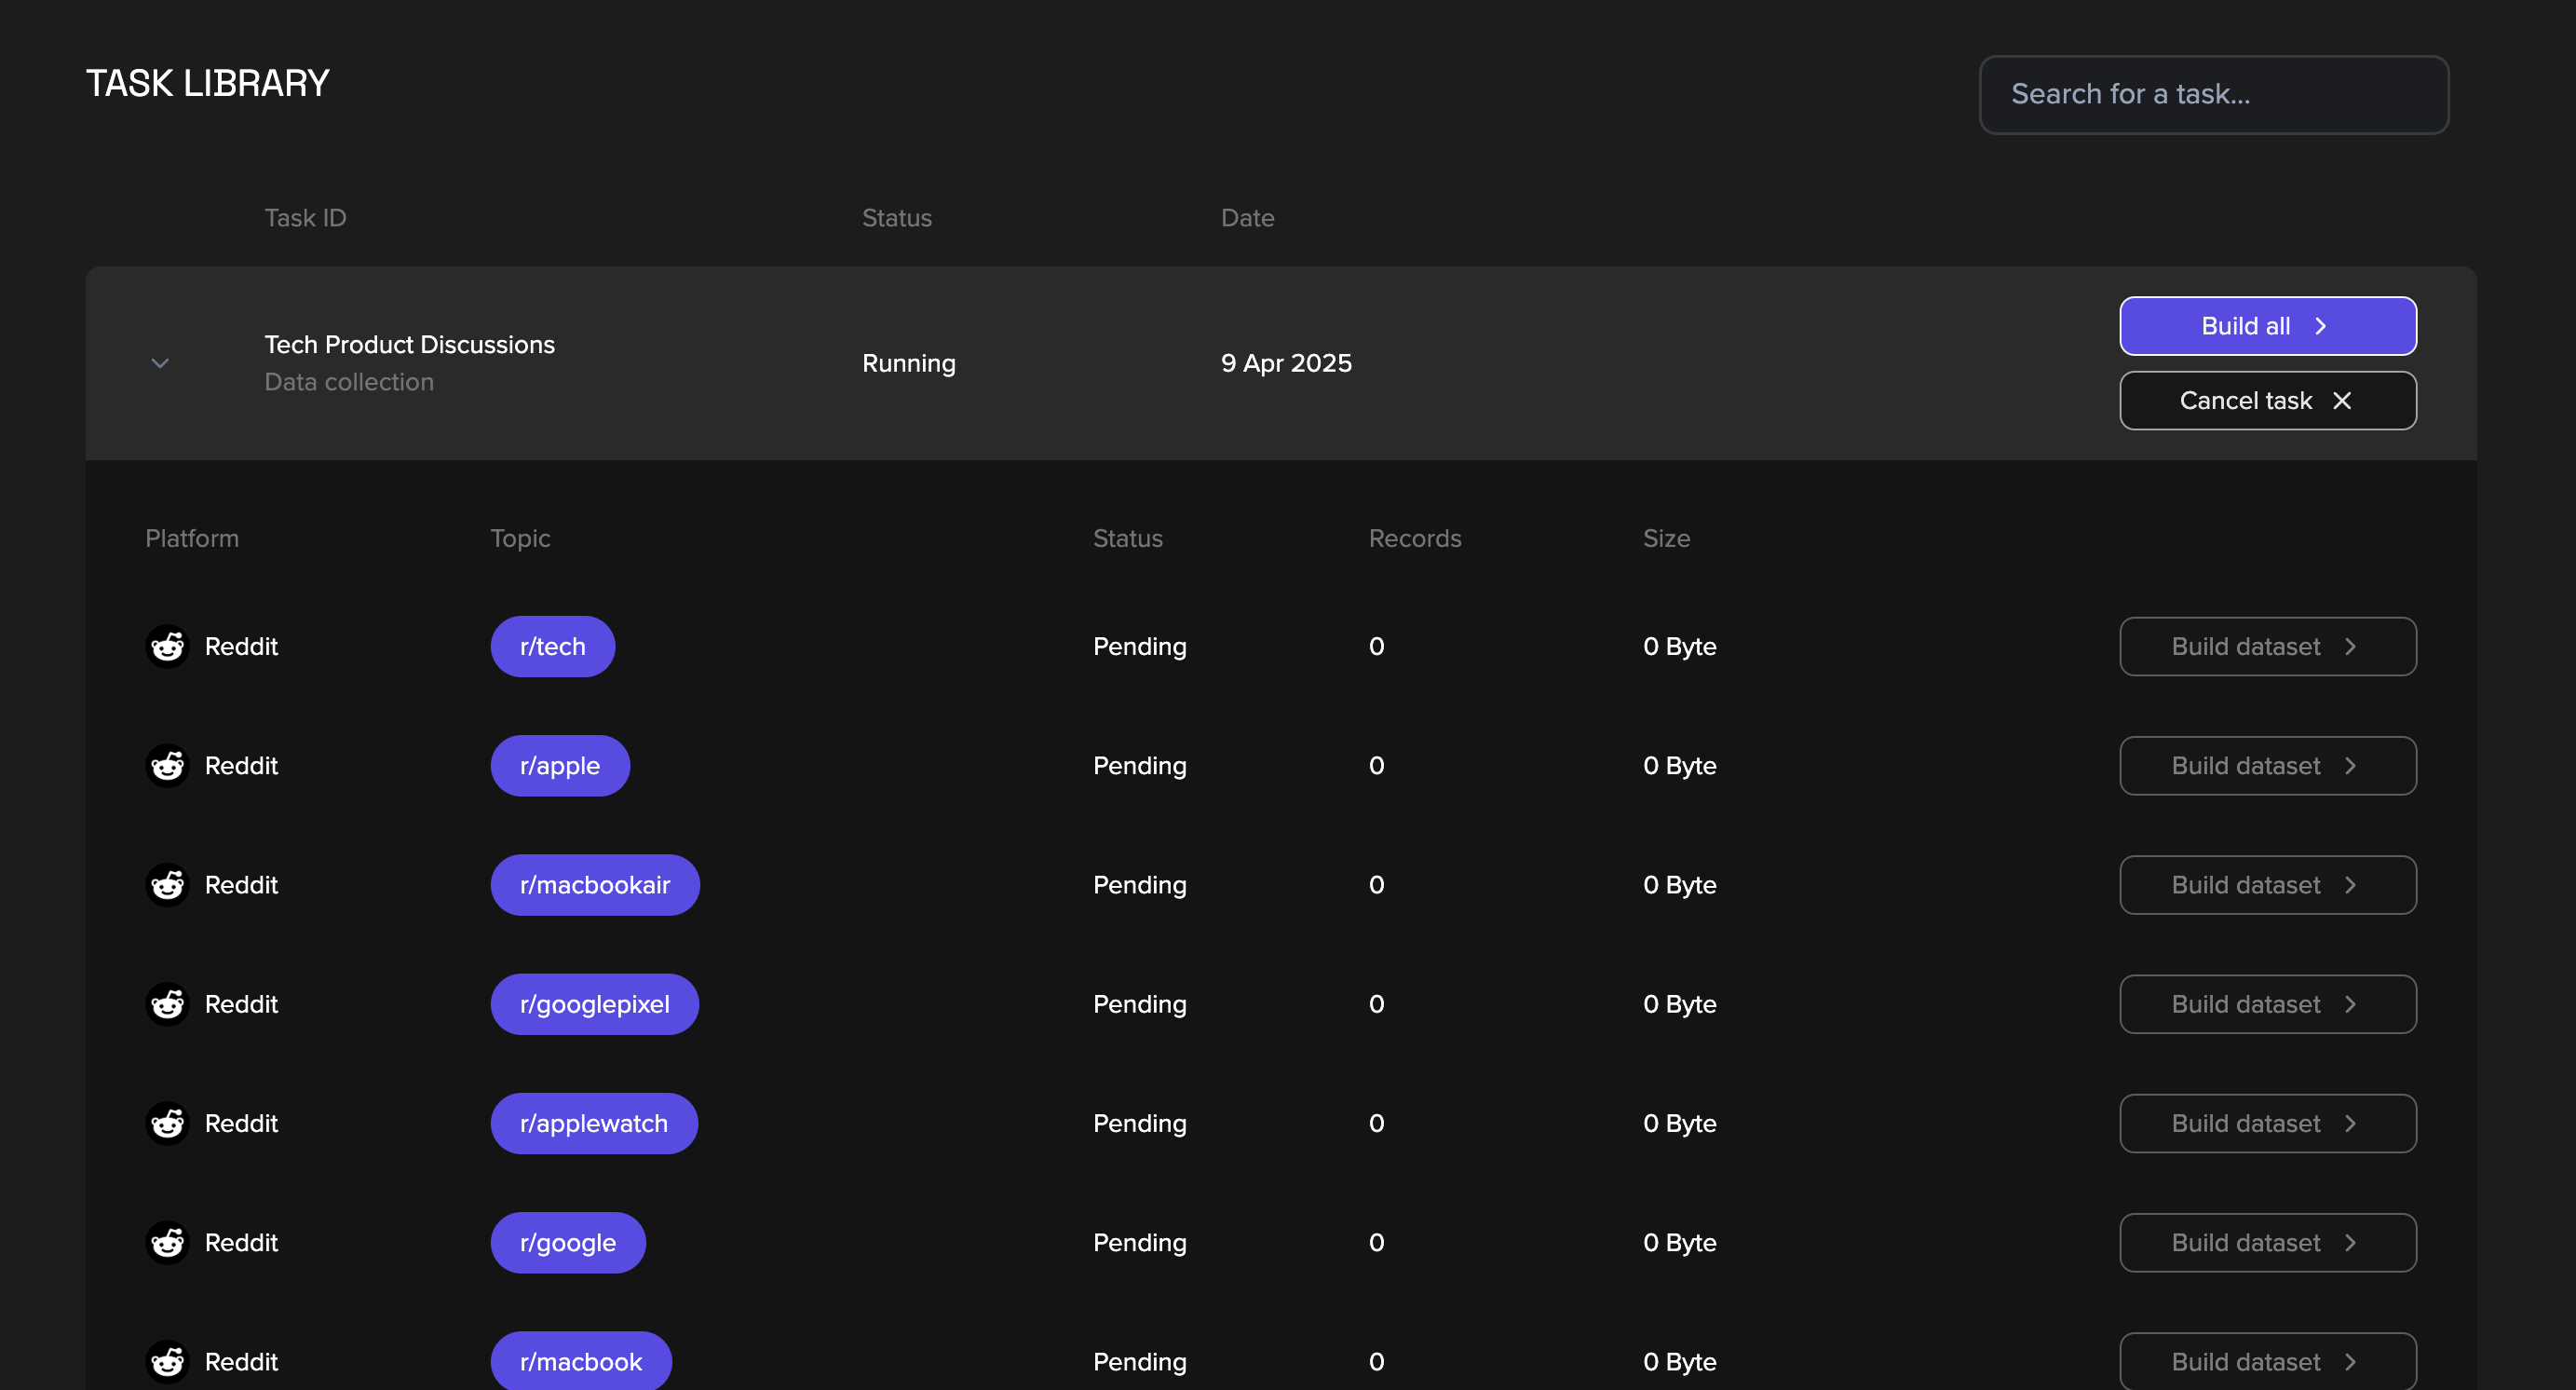 TASK LIBRARY
Search for a task...
Task ID Status Date
Tech Product Discussions
Data collection
Running
9 Apr 2025
Build all
Cancel task
Platform Topic Status Records Size
Reddit r/tech Pending 0 0 Byte Build dataset
Reddit r/apple Pending 0 0 Byte Build dataset
Reddit r/macbookair Pending 0 0 Byte Build dataset
Reddit r/googlepixel Pending 0 0 Byte Build dataset
Reddit r/applewatch Pending 0 0 Byte Build dataset
Reddit r/google Pending 0 0 Byte Build dataset
Reddit r/macbook Pending 0 0 Byte Build dataset